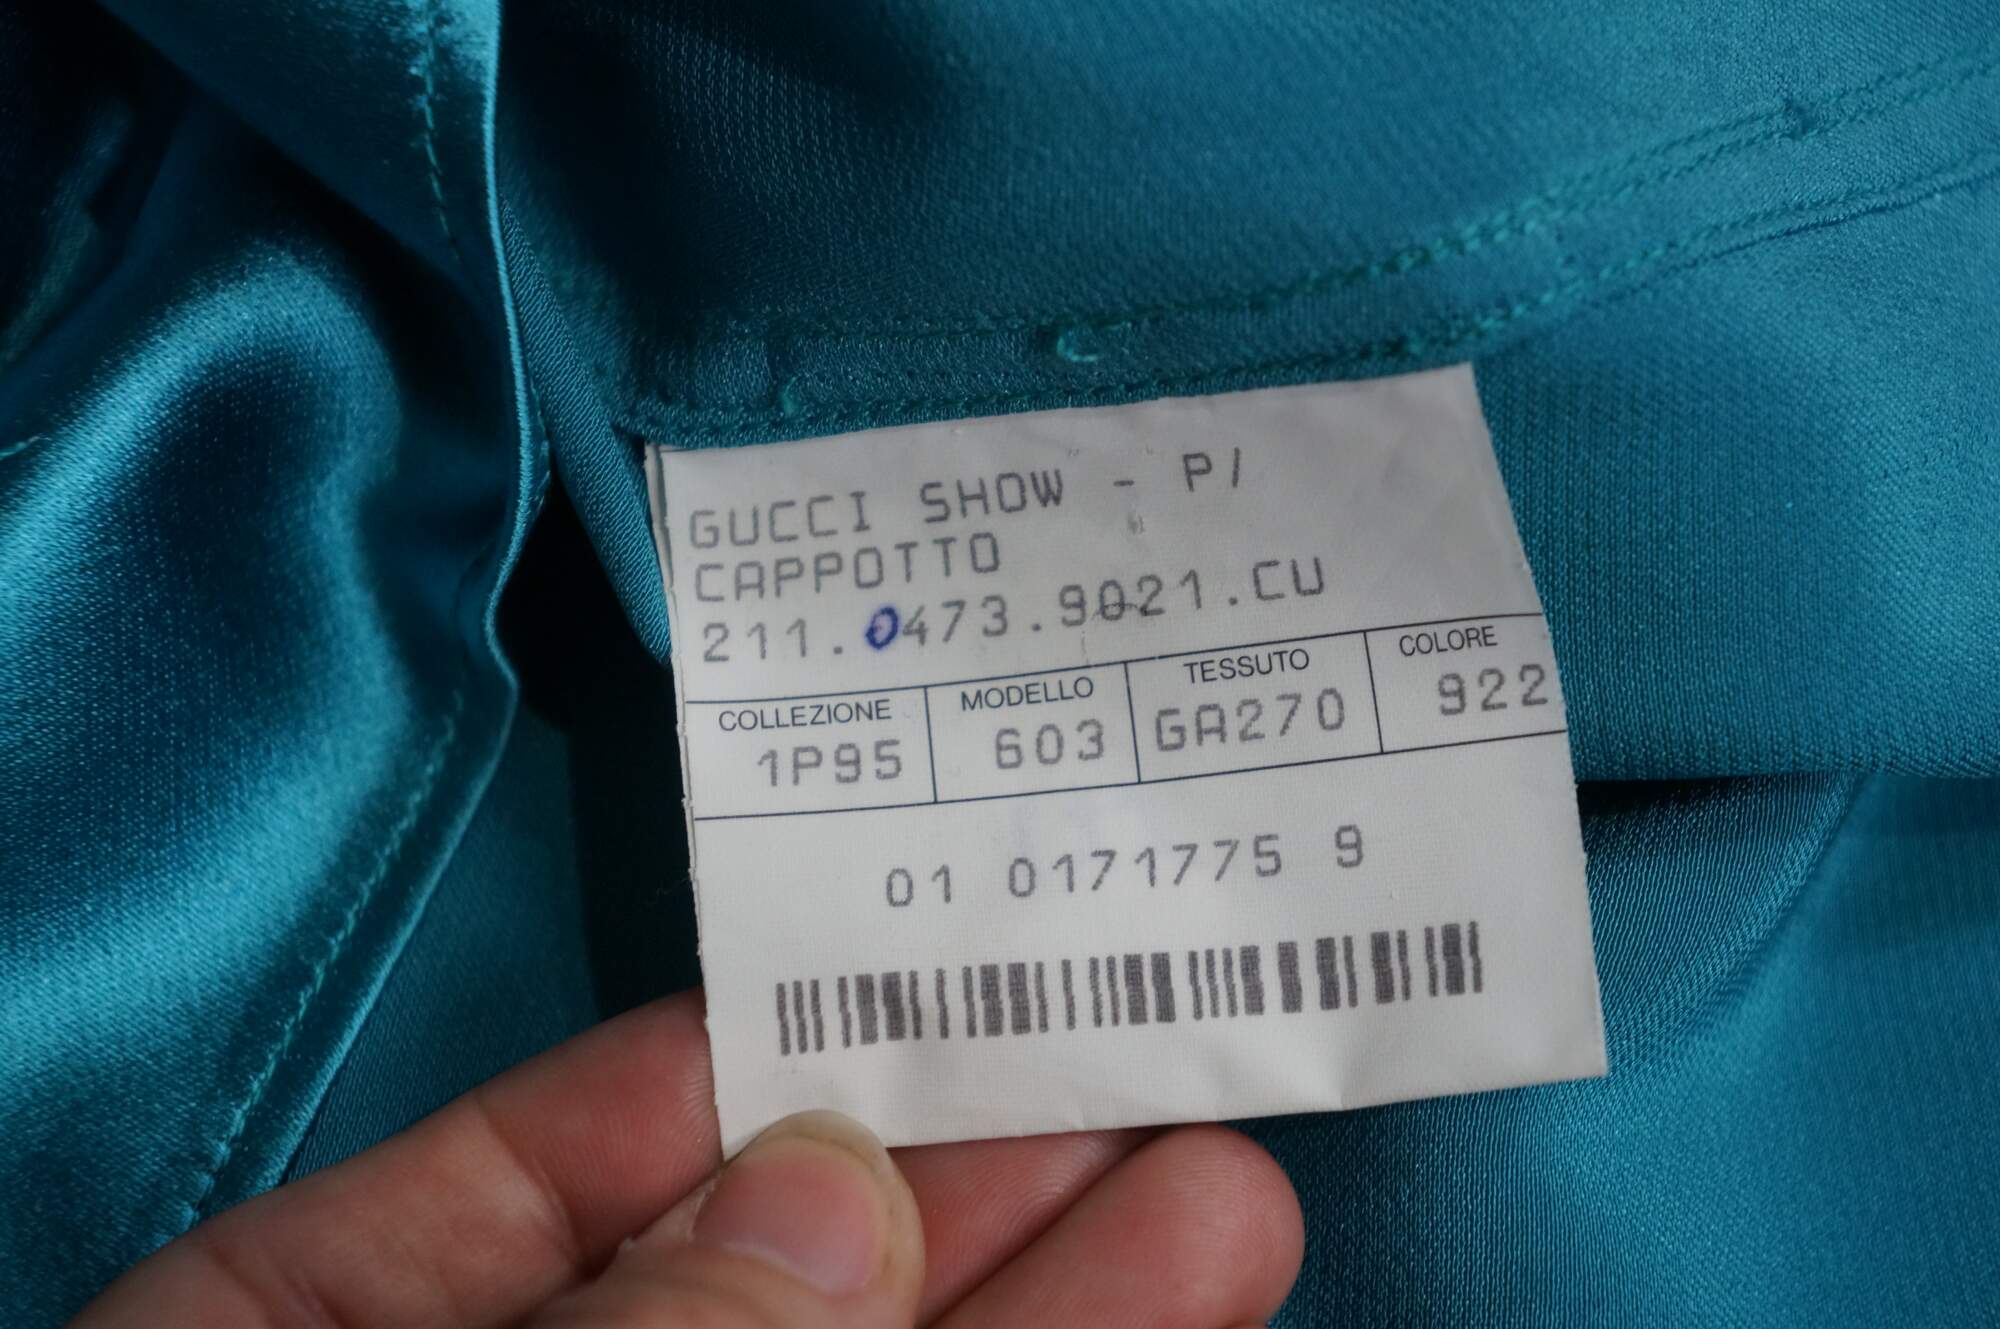 GUCCI SHOW - P/
CAPPOTTO
211.0473.9021.CU
COLLEZIONE MODELLO TESSUTO COLORE
1P95 603 GA270 922
01 0171775 9